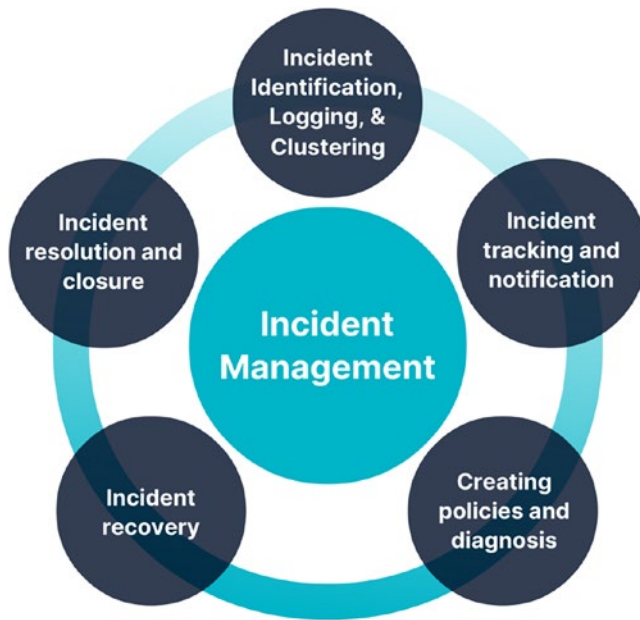 Incident
Identification,
Logging, &
Clustering
Incident
resolution and
closure
Incident
tracking and
notification
Incident
Management
Incident
recovery
Creating
policies and
diagnosis